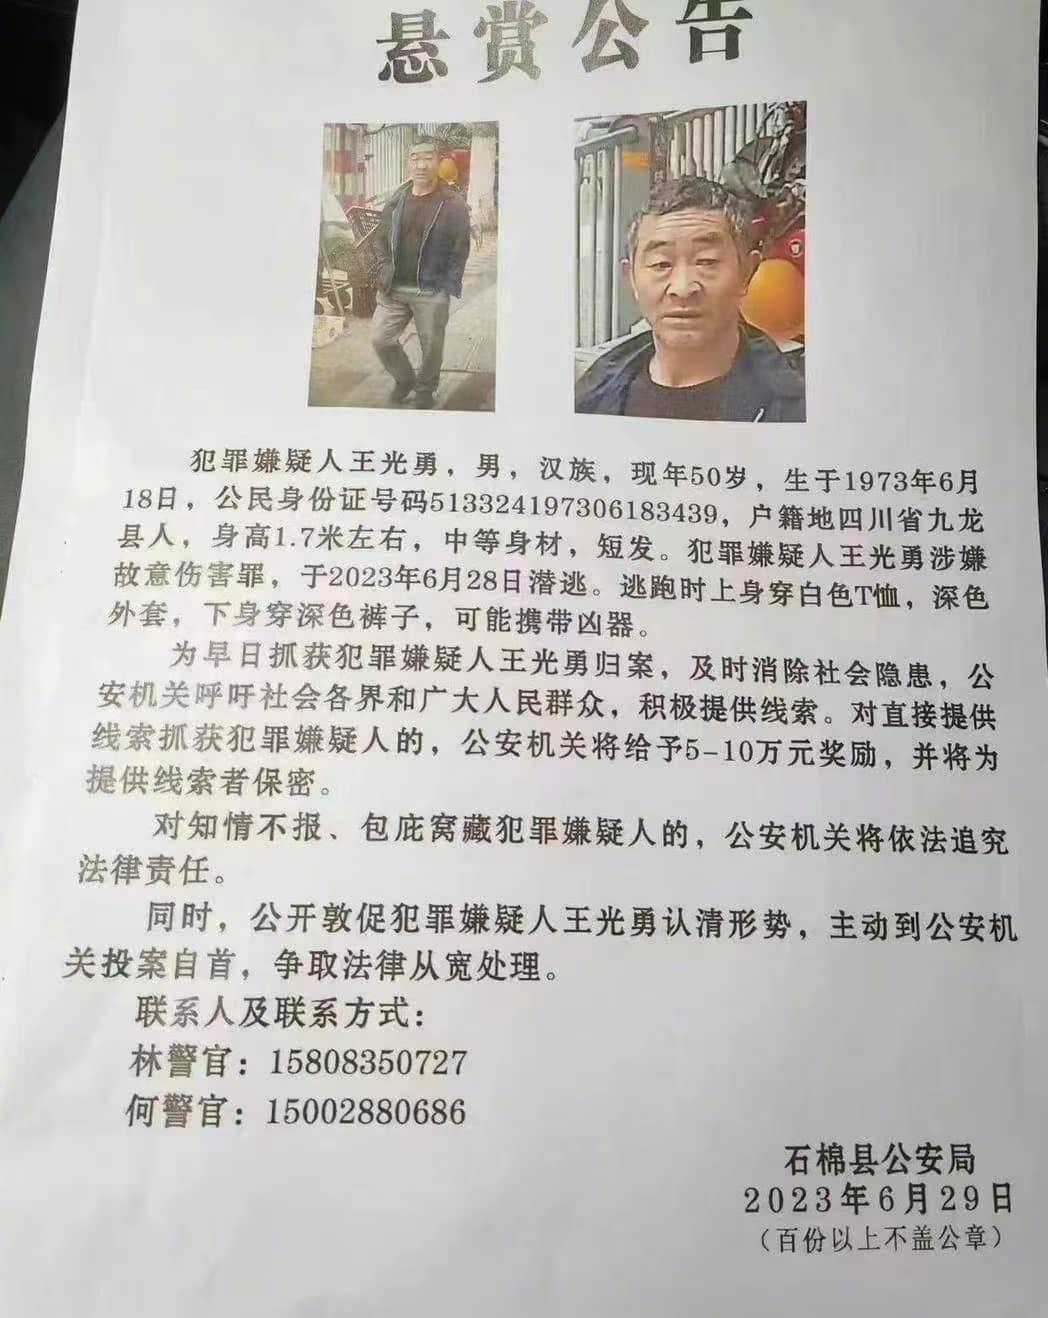 悬赏公告
犯罪嫌疑人王光勇，男，汉族，现年50岁，生于1973年6月
18日，公民身份证号码513324197306183439，户籍地四川省九龙
县人，身高1.7米左右，中等身材，短发。犯罪嫌疑人王光勇涉嫌
故意伤害罪，于2023年6月28日潜逃。逃跑时上身穿白色T恤，深色
外套，下身穿深色裤子，可能携带凶器。
为早日抓获犯罪嫌疑人王光勇归案，及时消除社会隐患，公
安机关呼吁社会各界和广大人民群众，积极提供线索。对直接提供
线索抓获犯罪嫌疑人的，公安机关将给予5-10万元奖励，并将为
提供线索者保密。
对知情不报、包庇窝藏犯罪嫌疑人的，公安机关将依法追究
法律责任。
同时，公开敦促犯罪嫌疑人王光勇认清形势，主动到公安机
关投案自首，争取法律从宽处理。
联系人及联系方式：
林警官：15808350727
何警官：15002880686
石棉县公安局
2023年6月29日
（百份以上不盖公章）